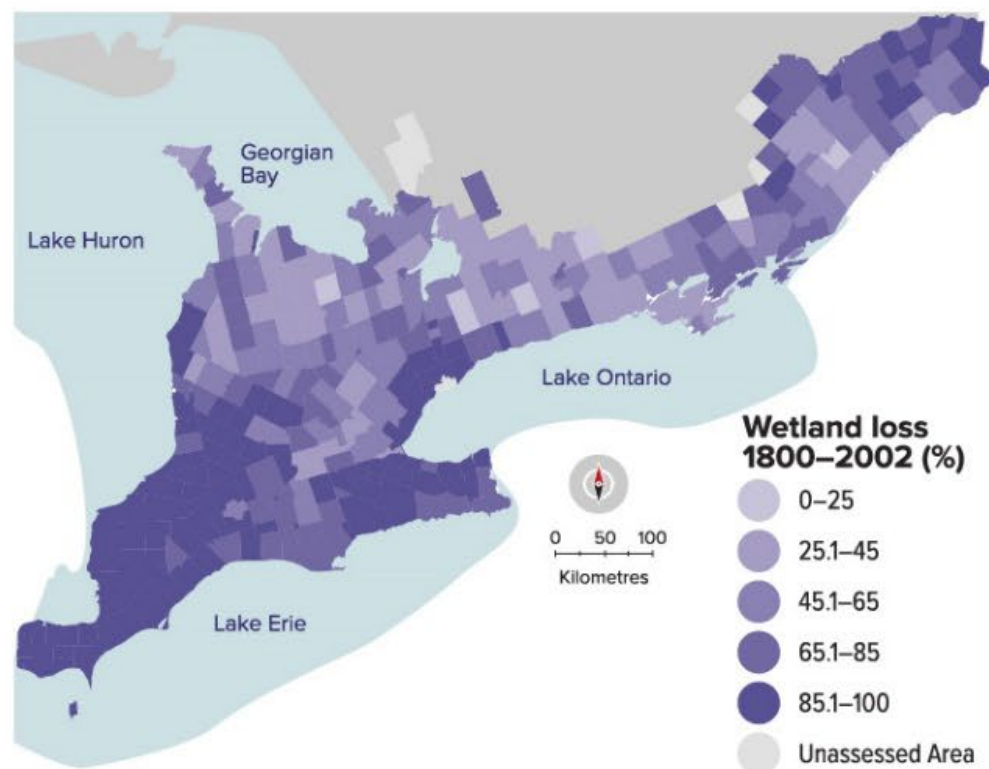 Georgian
Bay
Lake Huron
Lake Ontario
Lake Erie
0 50 100
Kilometres
Wetland loss
1800–2002 (%)
0–25
25.1–45
45.1–65
65.1–85
85.1–100
Unassessed Area